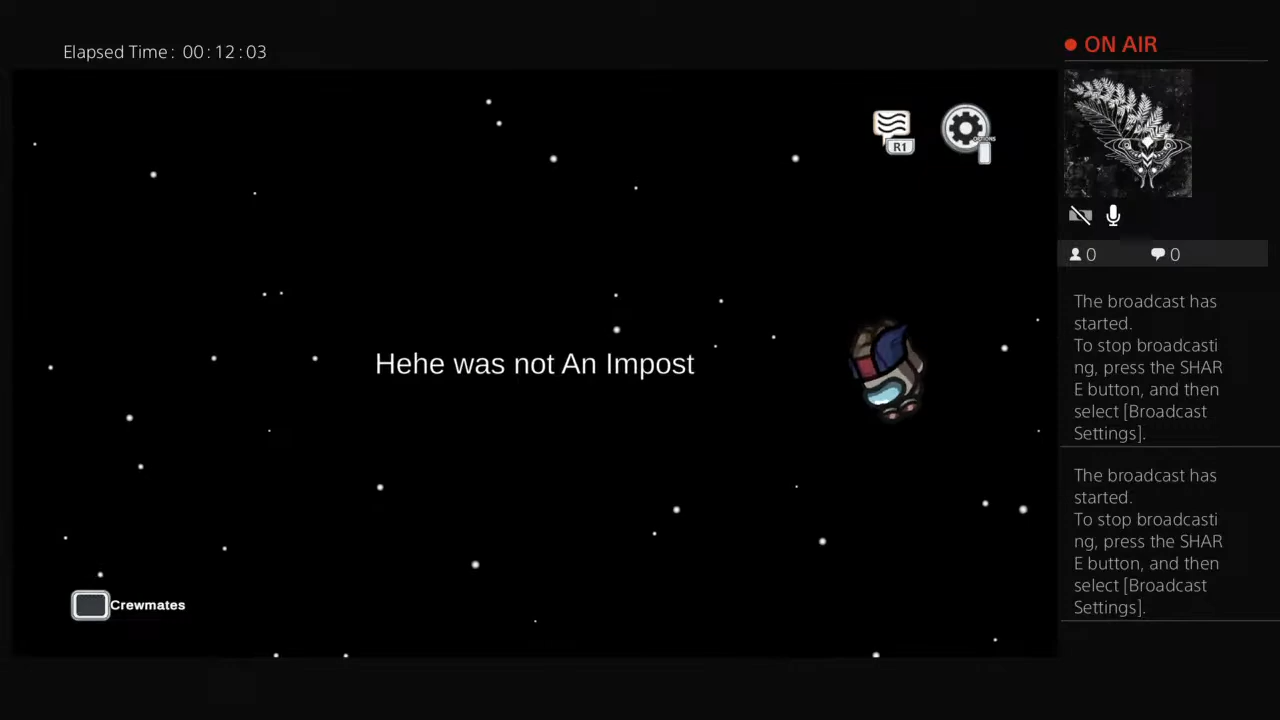 Elapsed Time: 00:12:03
ON AIR
R1
OPTIONS
0
0
The broadcast has
started.
To stop broadcasti
ng, press the SHAR
E button, and then
select [Broadcast
Settings].
Hehe was not An Impost
The broadcast has
started.
To stop broadcasti
ng, press the SHAR
E button, and then
select [Broadcast
Settings].
Crewmates